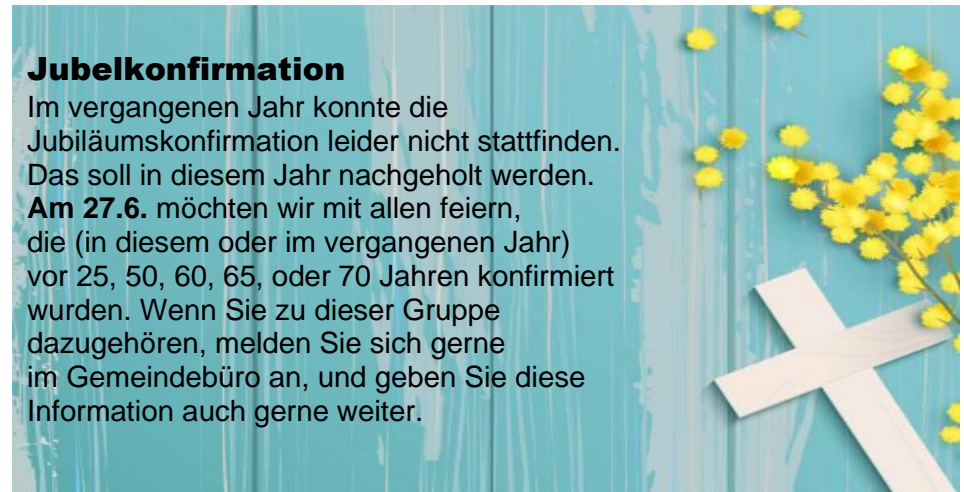 Jubelkonfirmation
Im vergangenen Jahr konnte die
Jubiläumskonfirmation leider nicht stattfinden.
Das soll in diesem Jahr nachgeholt werden.
Am 27.6. möchten wir mit allen feiern,
die (in diesem oder im vergangenen Jahr)
vor 25, 50, 60, 65, oder 70 Jahren konfirmiert
wurden. Wenn Sie zu dieser Gruppe
dazugehören, melden Sie sich gerne
im Gemeindebüro an, und geben Sie diese
Information auch gerne weiter.